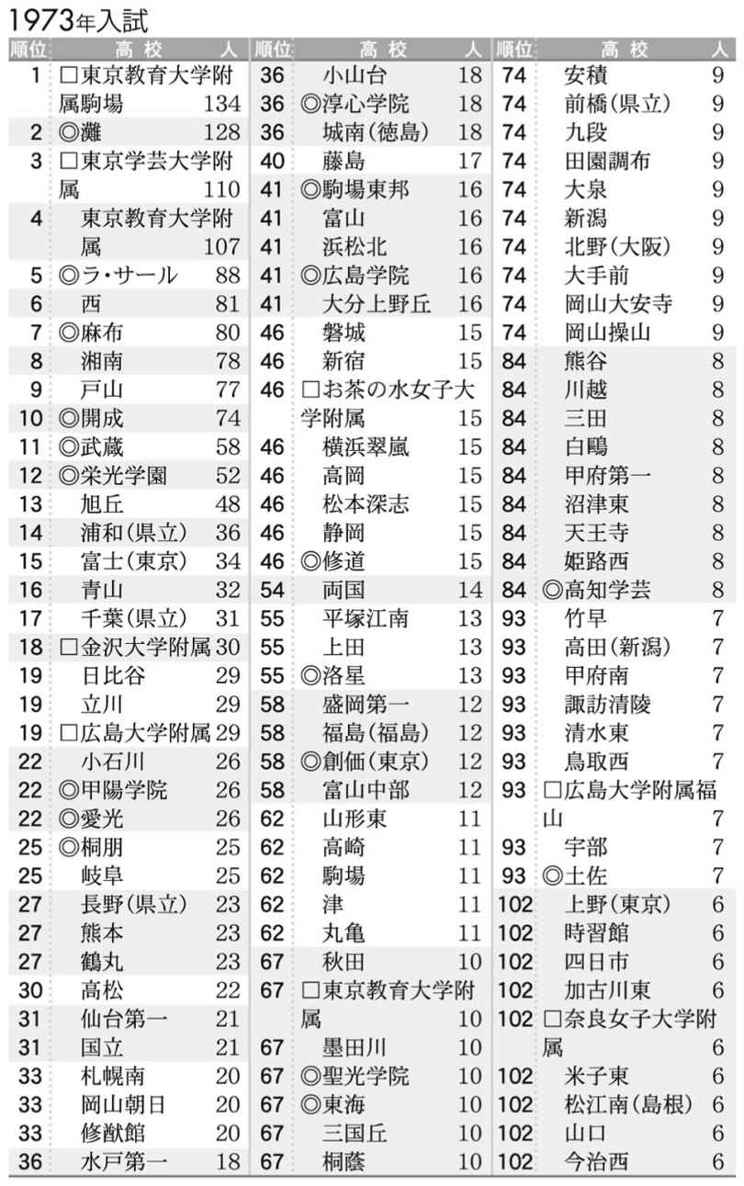 1973年入試
順位 高校 人
1 □東京教育大学附
属駒場 134
2 ◎灘 128
3 □東京学芸大学附
属 110
4 東京教育大学附
属 107
5 ◎ラ・サール 88
6 西 81
7 ◎麻布 80
8 湘南 78
9 戸山 77
10 ◎開成 74
11 ◎武蔵 58
12 ◎栄光学園 52
13 旭丘 48
14 浦和(県立) 36
15 富士(東京) 34
16 青山 32
17 千葉(県立) 31
18 □金沢大学附属 30
19 日比谷 29
19 立川 29
19 □広島大学附属 29
22 小石川 26
22 ◎甲陽学院 26
22 ◎愛光 26
25 ◎桐朋 25
25 岐阜 25
27 長野(県立) 23
27 熊本 23
27 鶴丸 23
30 高松 22
31 仙台第一 21
31 国立 21
33 札幌南 20
33 岡山朝日 20
33 修猷館 20
36 水戸第一 18
順位 高校 人
36 小山台 18
36 ◎淳心学院 18
36 城南(徳島) 18
40 藤島 17
41 ◎駒場東邦 16
41 富山 16
41 浜松北 16
41 ◎広島学院 16
41 大分上野丘 16
46 磐城 15
46 新宿 15
46 □お茶の水女子大
学附属 15
46 横浜翠嵐 15
46 高岡 15
46 松本深志 15
46 静岡 15
46 ◎修道 15
54 両国 14
55 平塚江南 13
55 上田 13
55 ◎洛星 13
58 盛岡第一 12
58 福島(福島) 12
58 ◎創価(東京) 12
58 富山中部 12
62 山形東 11
62 高崎 11
62 駒場 11
62 津 11
62 丸亀 11
67 秋田 10
67 □東京教育大学附
属 10
67 墨田川 10
67 ◎聖光学院 10
67 ◎東海 10
67 三国丘 10
67 桐蔭 10
順位 高校 人
74 安積 9
74 前橋(県立) 9
74 九段 9
74 田園調布 9
74 大泉 9
74 新潟 9
74 北野(大阪) 9
74 大手前 9
74 岡山大安寺 9
74 岡山操山 9
84 熊谷 8
84 川越 8
84 三田 8
84 白鷗 8
84 甲府第一 8
84 沼津東 8
84 天王寺 8
84 姫路西 8
84 ◎高知学芸 8
93 竹早 7
93 高田(新潟) 7
93 甲府南 7
93 諏訪清陵 7
93 清水東 7
93 鳥取西 7
93 □広島大学附属福
山 7
93 宇部 7
93 ◎土佐 7
102 上野(東京) 6
102 時習館 6
102 四日市 6
102 加古川東 6
102 □奈良女子大学附
属 6
102 米子東 6
102 松江南(島根) 6
102 山口 6
102 今治西 6